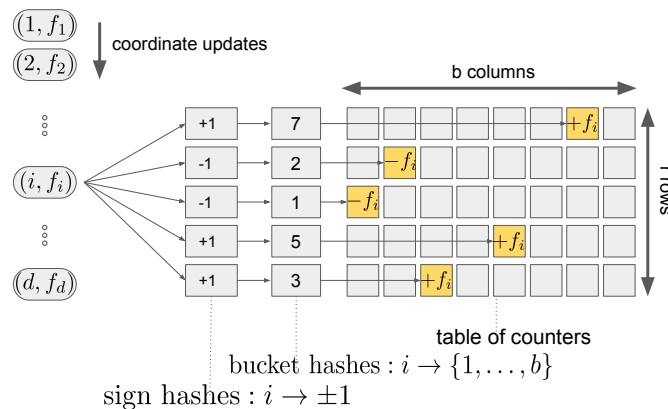 (1, f₁)
(2, f₂)
coordinate updates
b columns
+1 7 +fᵢ
-1 2 −fᵢ
(i, fᵢ)
-1 1 −fᵢ
+1 5 +fᵢ
+1 3 +fᵢ
(d, f_d)
rows
table of counters
bucket hashes : i → {1, . . . , b}
sign hashes : i → ±1